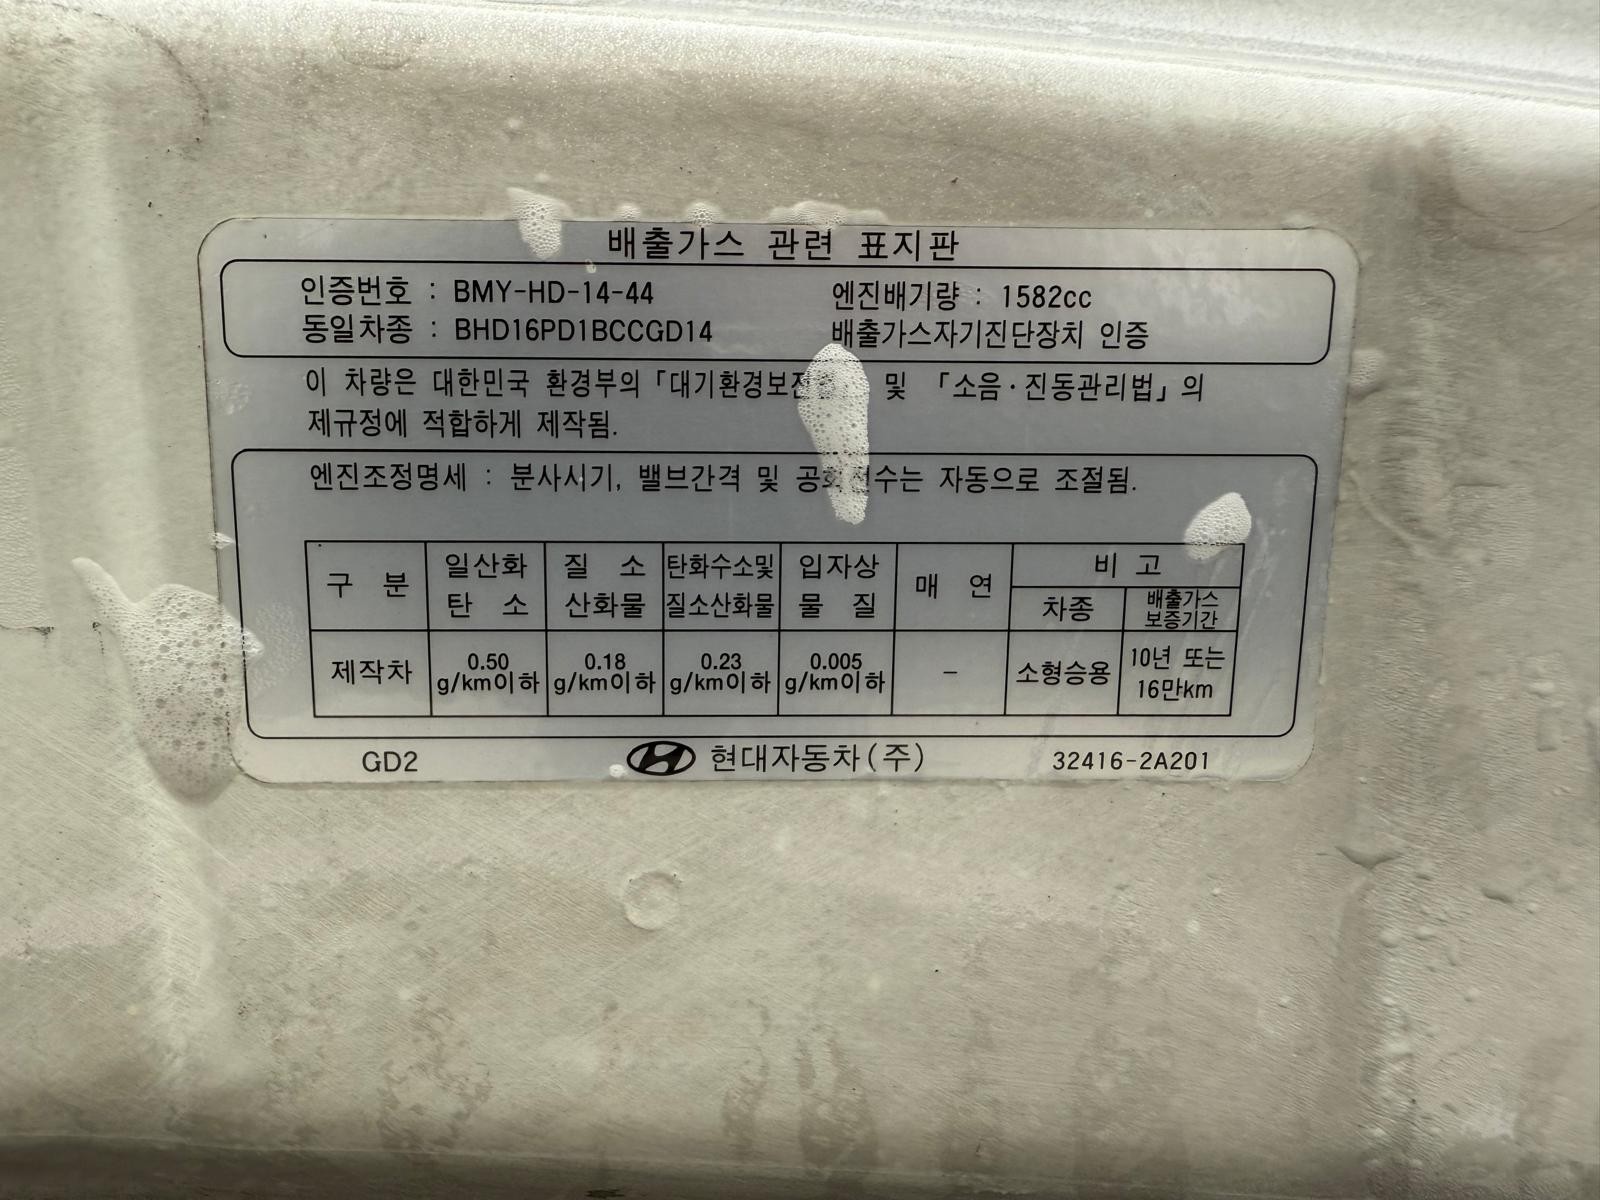 배출가스 관련 표지판
인증번호 : BMY-HD-14-44 엔진배기량 : 1582cc
동일차종 : BHD16PD1BCCGD14 배출가스자기진단장치 인증
이 차량은 대한민국 환경부의 「대기환경보전 및 「소음·진동관리법」의
제규정에 적합하게 제작됨.
엔진조정명세 : 분사시기, 밸브간격 및 자동으로 조절됨.
구 분 일산화 탄 소 질 소 산화물 탄화수소및 질소산화물 입자상 물 질 매 연 비 고
차종 배출가스 보증기간
제작차 0.50 g/km이하 0.18 g/km이하 0.23 g/km이하 0.005 g/km이하 - 소형승용 10년 또는 16만km
GD2 현대자동차(주) 32416-2A201